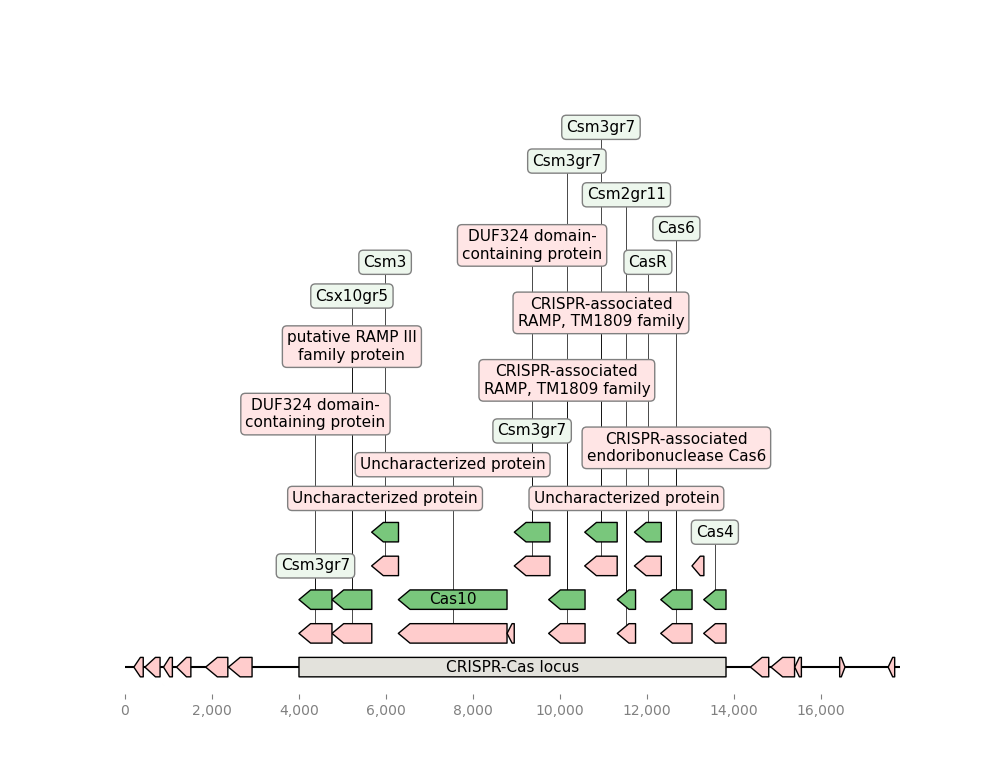 Csm3gr7
Csm3gr7
Csm2gr11
Cas6
DUF324 domain-
containing protein
Csm3
CasR
Csx10gr5
CRISPR-associated
RAMP, TM1809 family
putative RAMP III
family protein
CRISPR-associated
RAMP, TM1809 family
DUF324 domain-
containing protein
Csm3gr7
CRISPR-associated
endoribonuclease Cas6
Uncharacterized protein
Uncharacterized protein
Uncharacterized protein
Cas4
Csm3gr7
Cas10
CRISPR-Cas locus
0 2,000 4,000 6,000 8,000 10,000 12,000 14,000 16,000